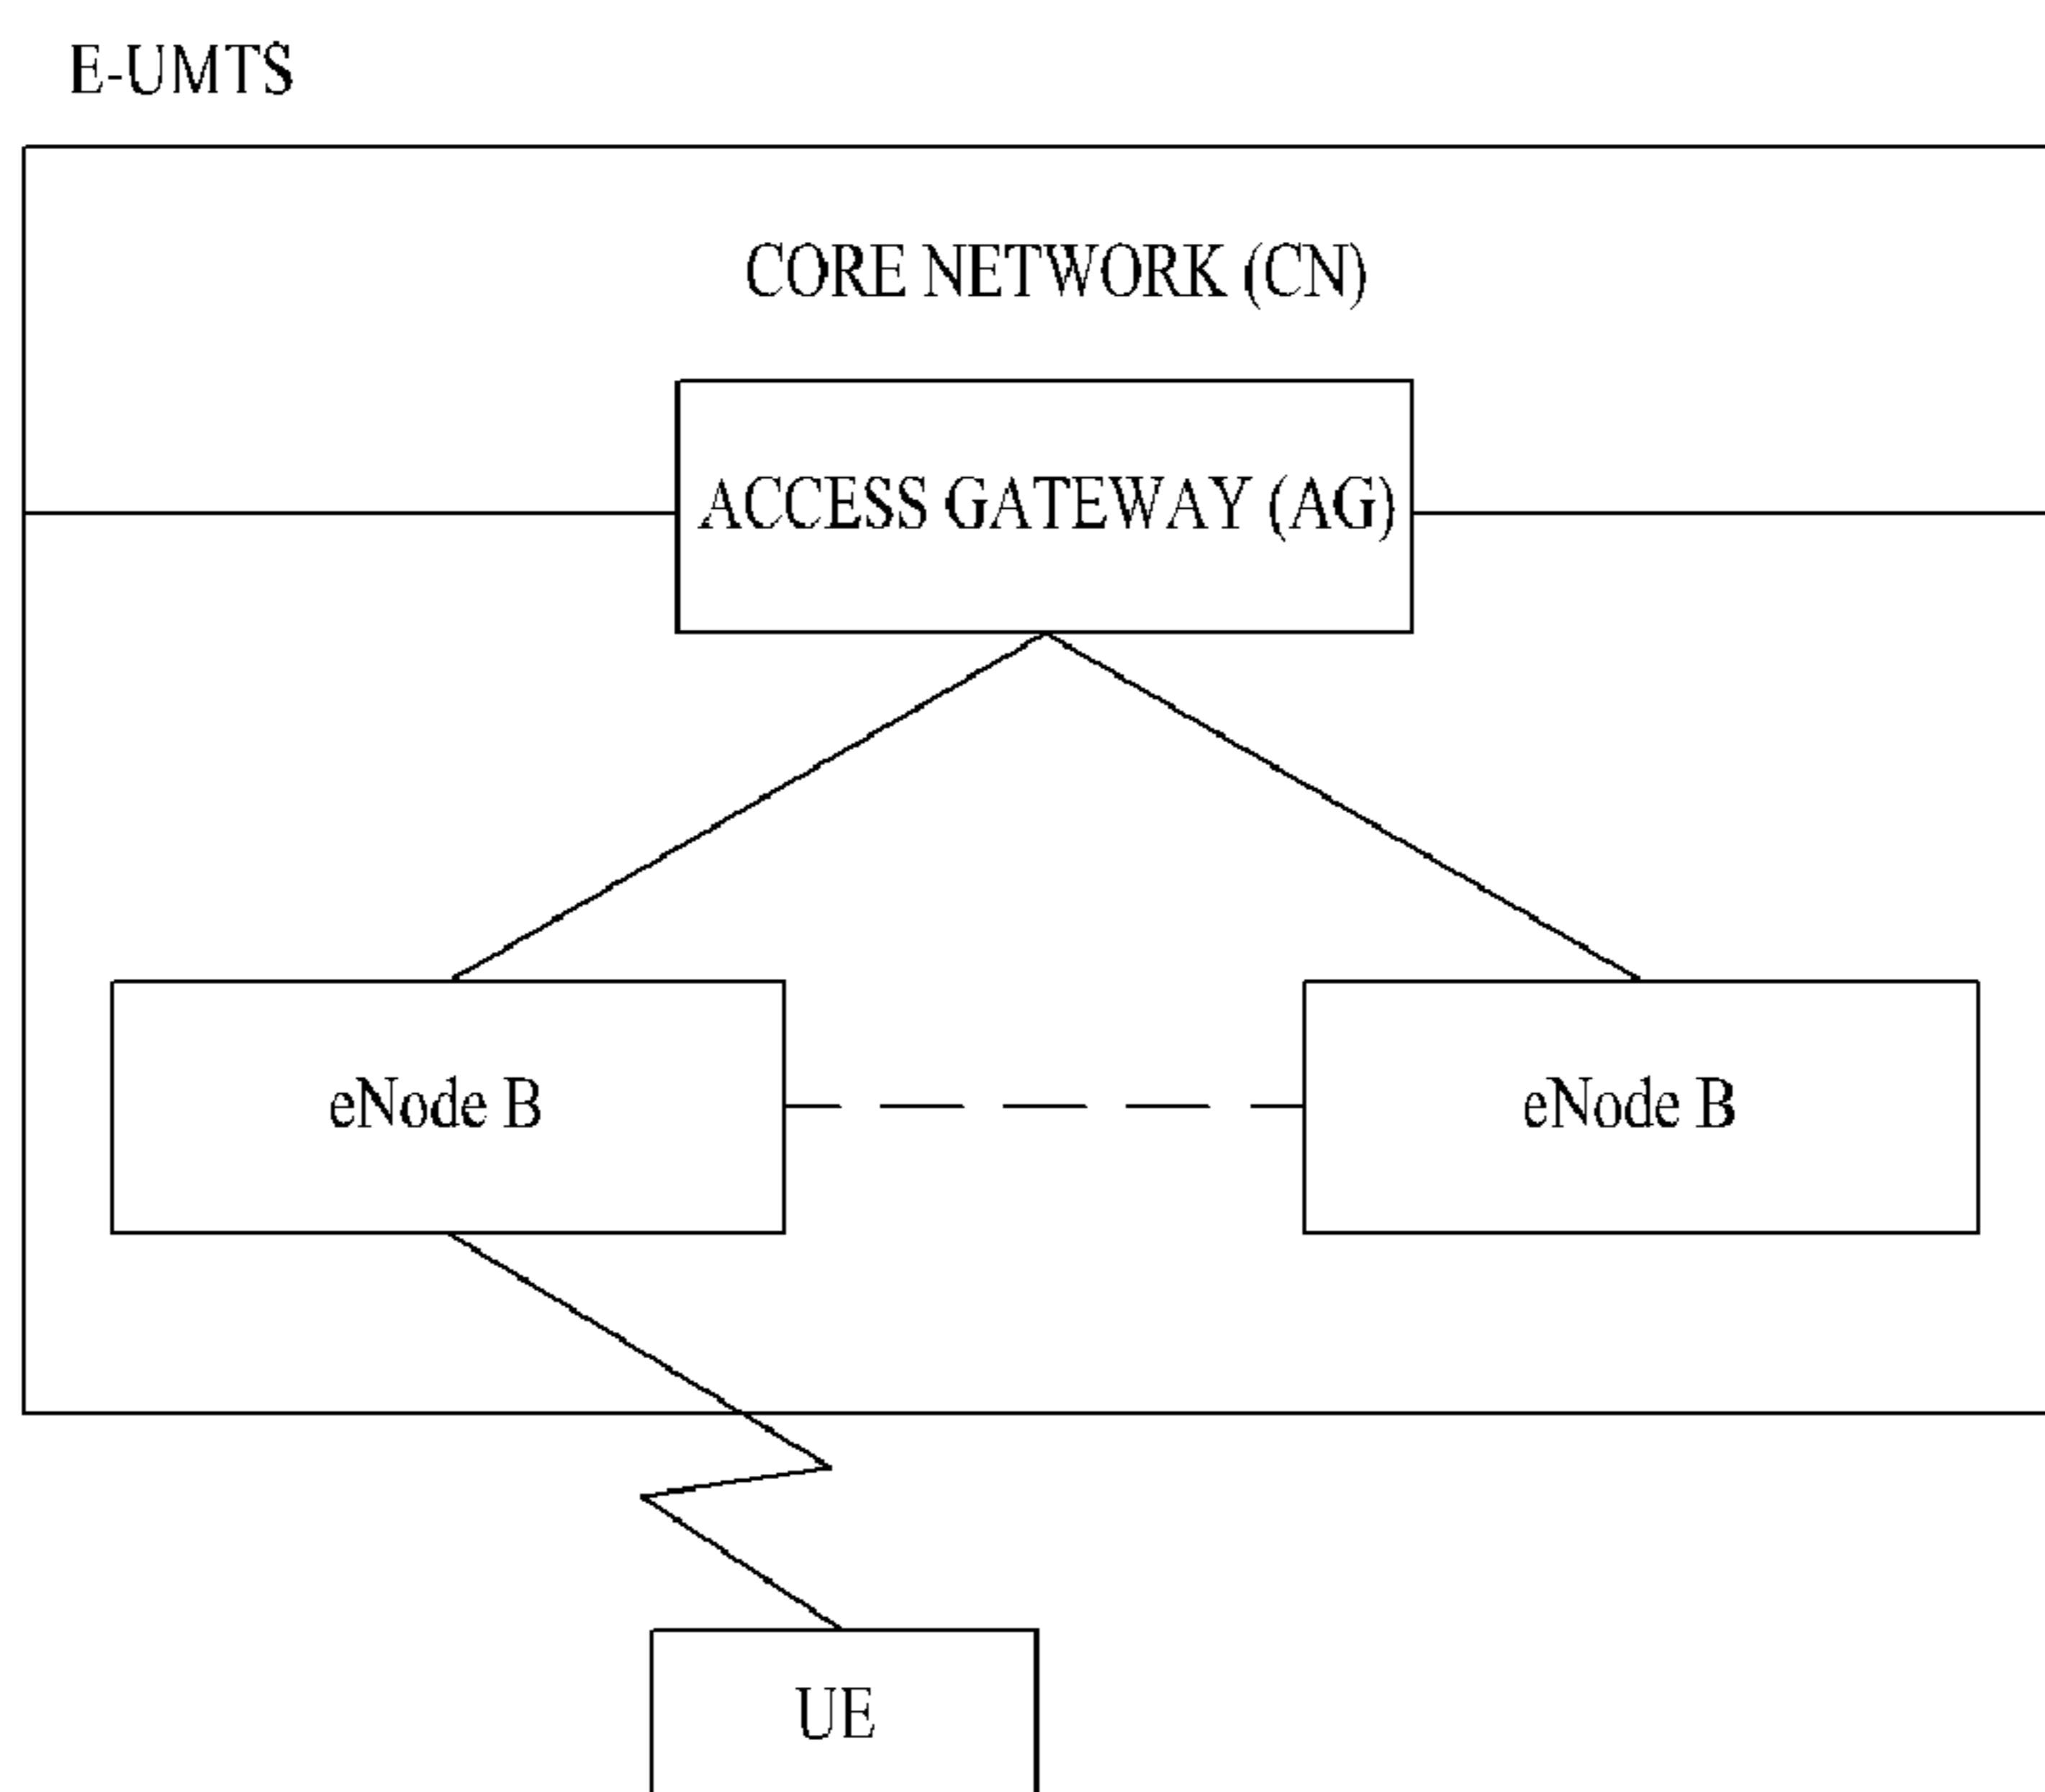 E-UMTS
CORE NETWORK (CN)
ACCESS GATEWAY (AG)
eNode B
eNode B
UE